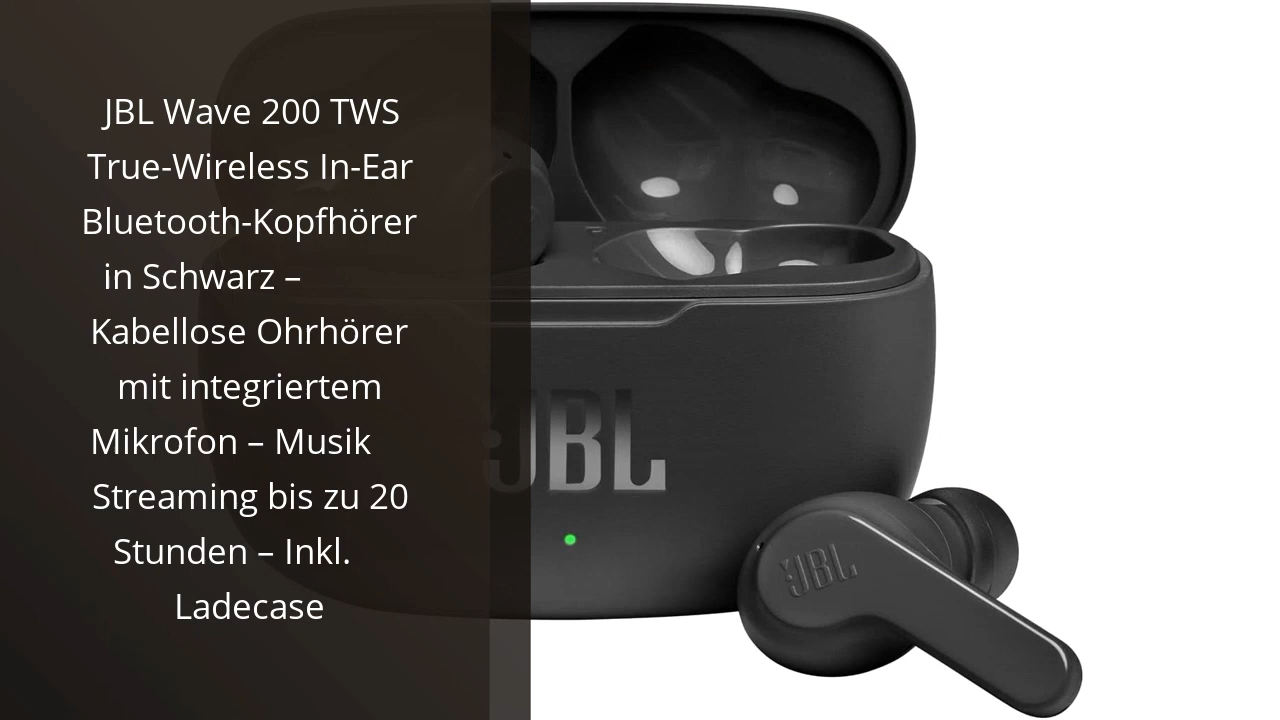 JBL Wave 200 TWS
True-Wireless In-Ear
Bluetooth-Kopfhörer
in Schwarz –
Kabellose Ohrhörer
mit integriertem
Mikrofon – Musik
Streaming bis zu 20
Stunden – Inkl.
Ladecase
JBL
JBL